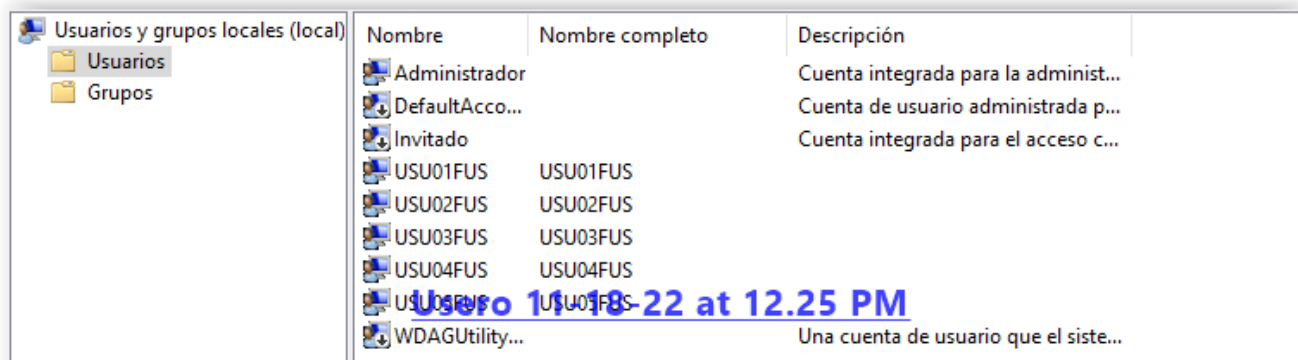 Usuarios y grupos locales (local)
Usuarios
Grupos
Nombre Nombre completo Descripción
Administrador Cuenta integrada para la administ...
DefaultAcco... Cuenta de usuario administrada p...
Invitado Cuenta integrada para el acceso c...
USU01FUS USU01FUS
USU02FUS USU02FUS
USU03FUS USU03FUS
USU04FUS USU04FUS
USU05FUS USU05FUS
Usero 11-18-22 at 12.25 PM
WDAGUtility... Una cuenta de usuario que el siste...